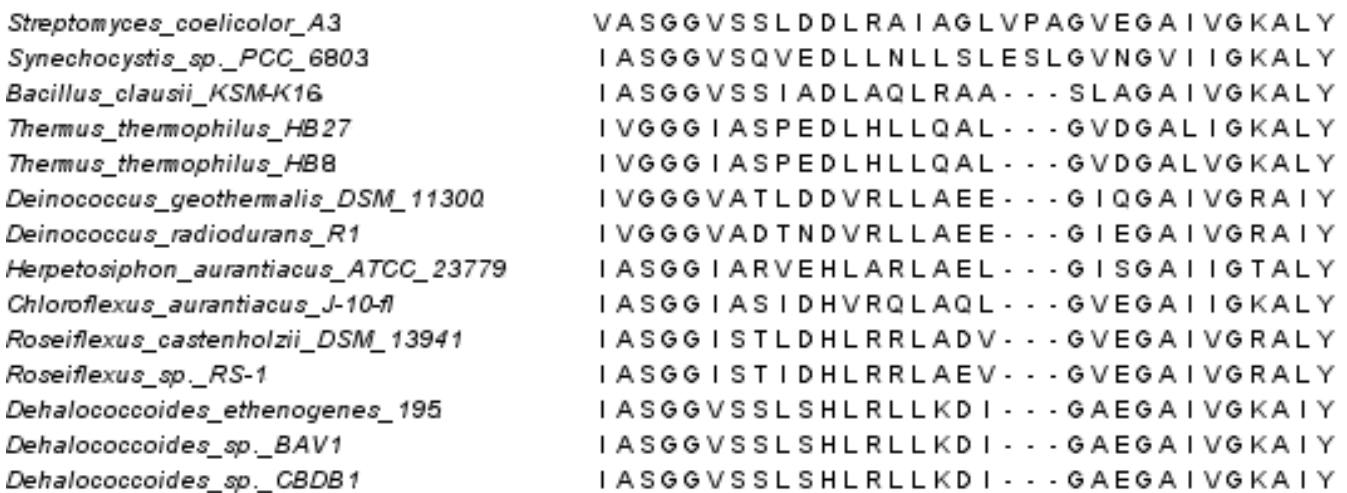 Streptomyces_coelicolor_A3 VASGGVSSLDDLRAIAGLVPAGVEGAIVGKALY
Synechocystis_sp._PCC_6803 IASGGVSQVEDLLNLLSLESLGVNGVIIGKALY
Bacillus_clausii_KSM-K16 IASGGVSSIADLAQLRAA---SLAGAIVGKALY
Thermus_thermophilus_HB27 IVGGGIASPEDLHLLQAL---GVDGALIGKALY
Thermus_thermophilus_HB8 IVGGGIASPEDLHLLQAL---GVDGALVGKALY
Deinococcus_geothermalis_DSM_11300 IVGGGVATLDDVRLLAEE---GIQGAIVGRAIY
Deinococcus_radiodurans_R1 IVGGGVADTNDVRLLAEE---GIEGAIVGRAIY
Herpetosiphon_aurantiacus_ATCC_23779 IASGGIARVEHLARLAEL---GISGAIIGTALY
Chloroflexus_aurantiacus_J-10-fl IASGGIASIDHVRQLAQL---GVEGAIIGKALY
Roseiflexus_castenholzii_DSM_13941 IASGGISTLDHLRRLADV---GVEGAIVGRALY
Roseiflexus_sp._RS-1 IASGGISTIDHLRRLAEV---GVEGAIVGRALY
Dehalococcoides_ethenogenes_195 IASGGVSSLSHLRLLKDI---GAEGAIVGKAIY
Dehalococcoides_sp._BAV1 IASGGVSSLSHLRLLKDI---GAEGAIVGKAIY
Dehalococcoides_sp._CBDB1 IASGGVSSLSHLRLLKDI---GAEGAIVGKAIY